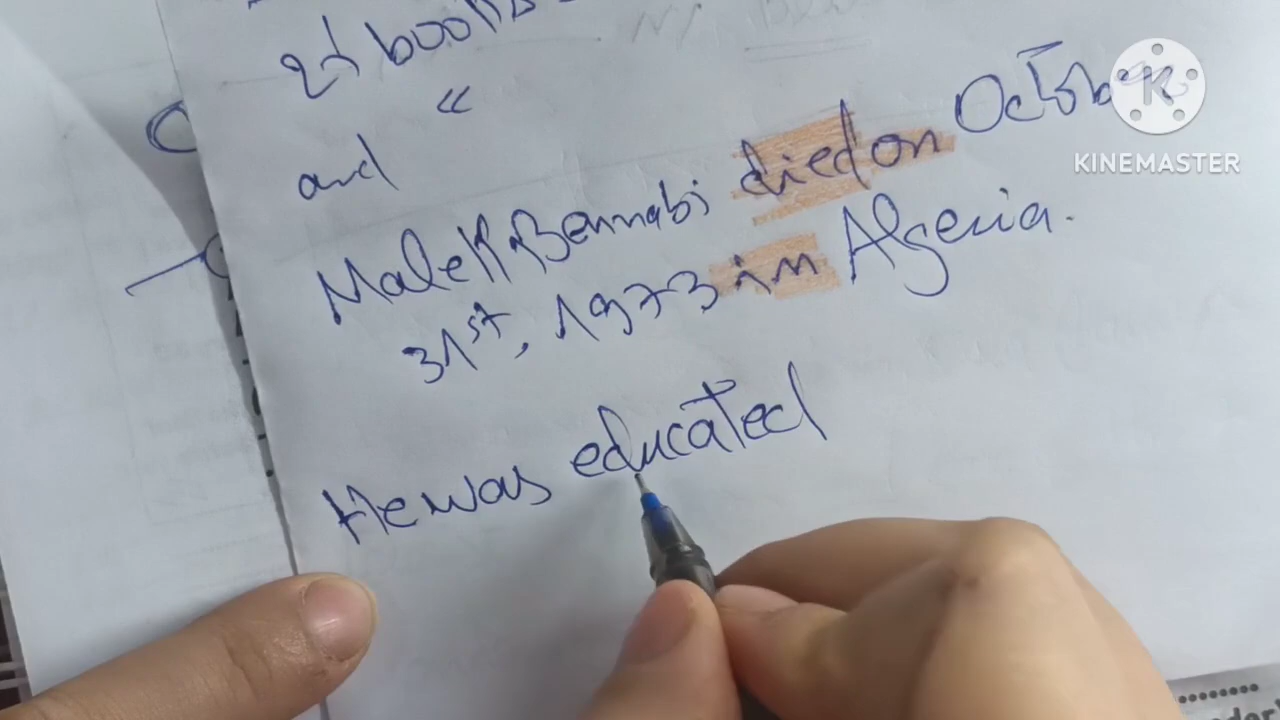 books
«
and
Malek Bennabi died on October
31st, 1973 in Algeria.
He was educated
KINEMASTER